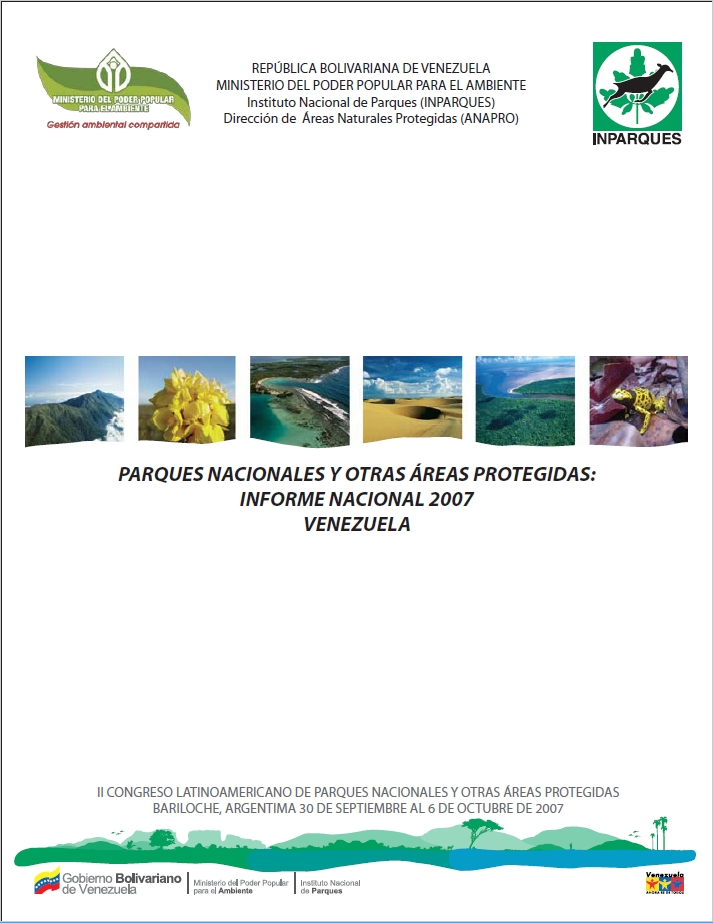 MINISTERIO DEL PODER POPULAR
PARA EL AMBIENTE
Gestión ambiental compartida
REPÚBLICA BOLIVARIANA DE VENEZUELA
MINISTERIO DEL PODER POPULAR PARA EL AMBIENTE
Instituto Nacional de Parques (INPARQUES)
Dirección de Áreas Naturales Protegidas (ANAPRO)
INPARQUES
PARQUES NACIONALES Y OTRAS ÁREAS PROTEGIDAS:
INFORME NACIONAL 2007
VENEZUELA
II CONGRESO LATINOAMERICANO DE PARQUES NACIONALES Y OTRAS ÁREAS PROTEGIDAS
BARILOCHE, ARGENTIMA 30 DE SEPTIEMBRE AL 6 DE OCTUBRE DE 2007
Gobierno Bolivariano
de Venezuela
Ministerio del Poder Popular
para el Ambiente
Instituto Nacional
de Parques
Venezuela
AHORA ES DE TODOS